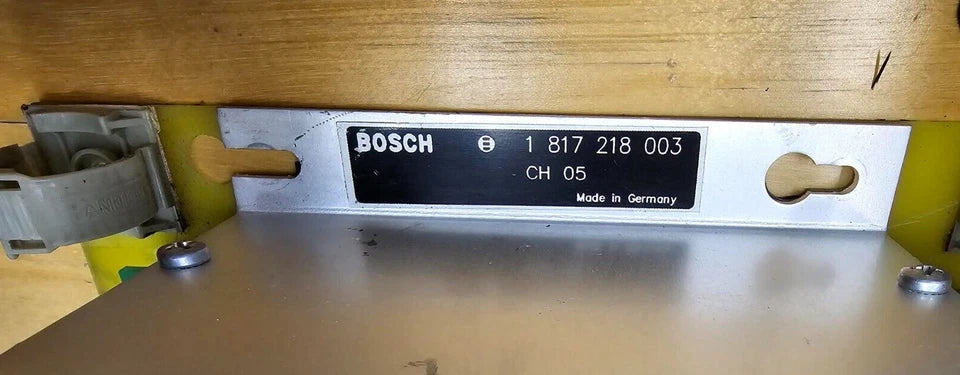 BOSCH 1 817 218 003
CH 05
Made in Germany